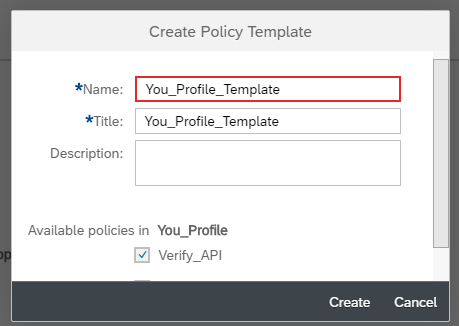 Create Policy Template
*Name: You_Profile_Template
*Title: You_Profile_Template
Description:
Available policies in You_Profile
Verify_API
Create Cancel